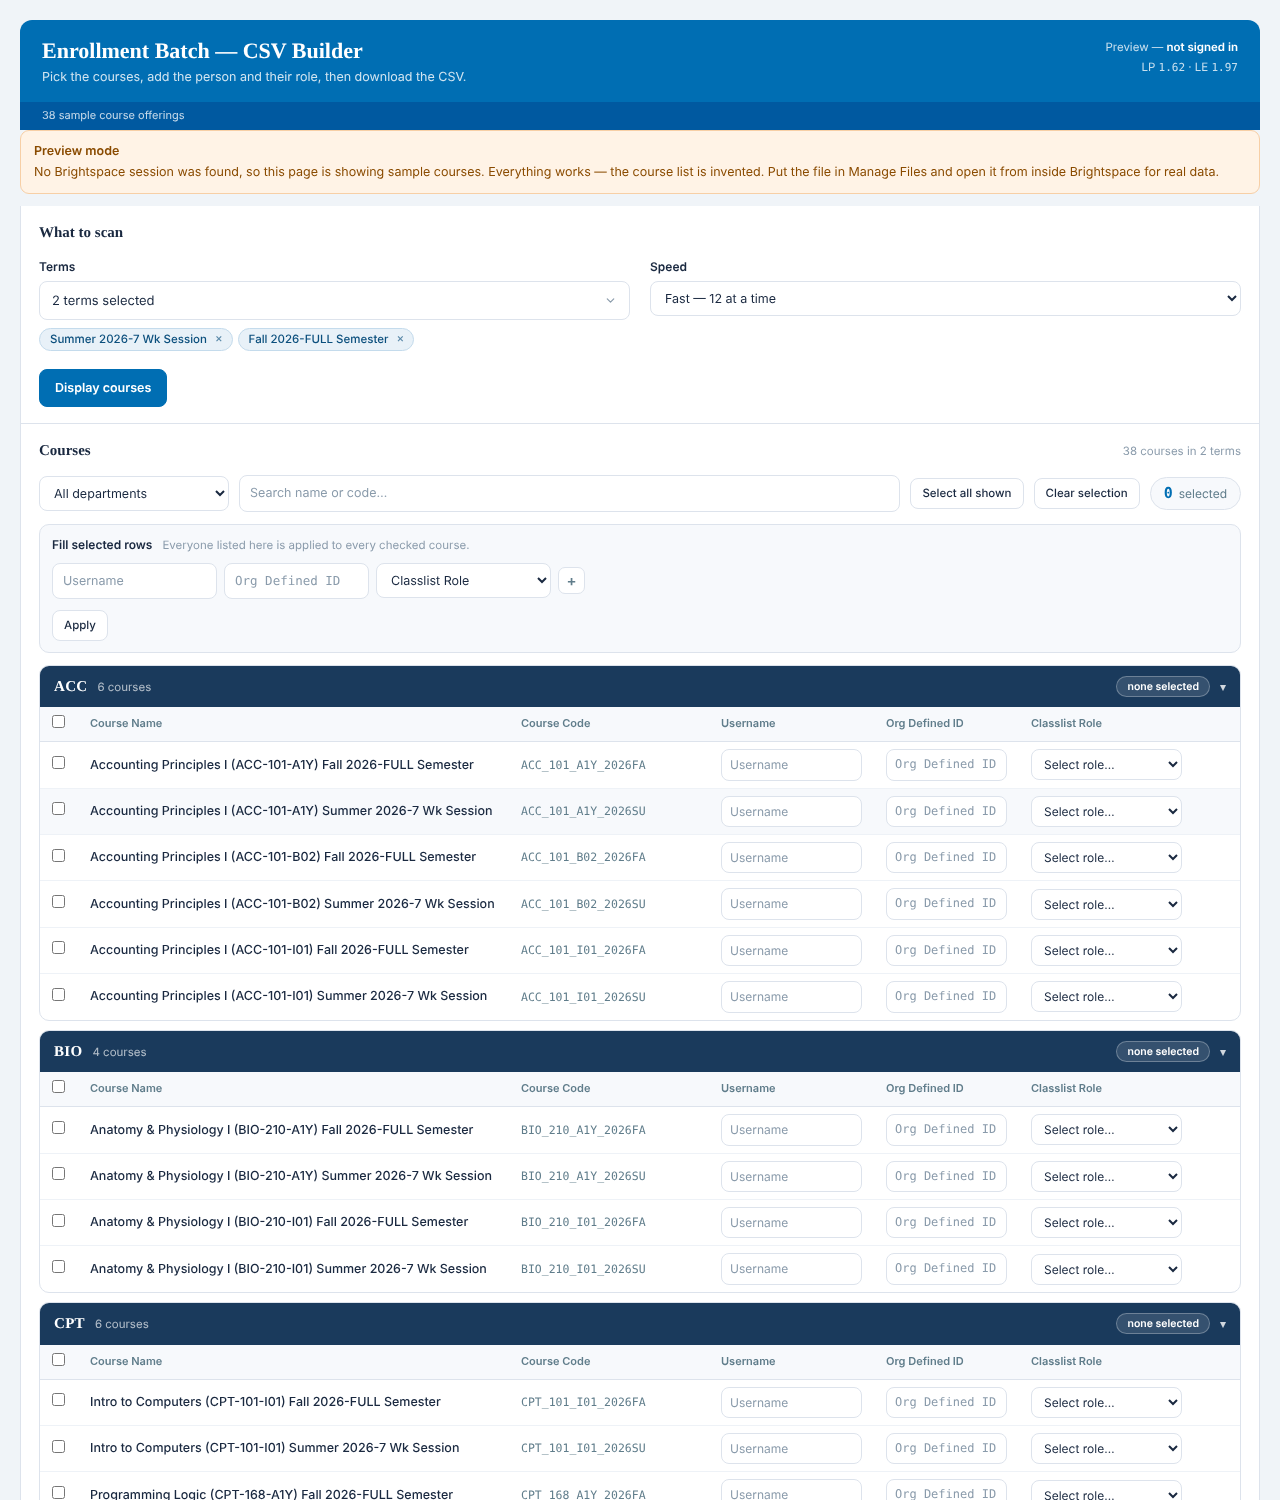 Enrollment Batch — CSV Builder
Pick the courses, add the person and their role, then download the CSV.
Preview — not signed in
LP 1.62 · LE 1.97
38 sample course offerings
Preview mode
No Brightspace session was found, so this page is showing sample courses. Everything works — the course list is invented. Put the file in Manage Files and open it from inside Brightspace for real data.
What to scan
Terms
Speed
2 terms selected
Fast — 12 at a time
Summer 2026-7 Wk Session × Fall 2026-FULL Semester ×
Display courses
Courses
38 courses in 2 terms
All departments
Search name or code...
Select all shown
Clear selection
0 selected
Fill selected rows Everyone listed here is applied to every checked course.
Username Org Defined ID Classlist Role +
Apply
ACC 6 courses none selected ▾
Course Name Course Code Username Org Defined ID Classlist Role
Accounting Principles I (ACC-101-A1Y) Fall 2026-FULL Semester ACC_101_A1Y_2026FA Username Org Defined ID Select role...
Accounting Principles I (ACC-101-A1Y) Summer 2026-7 Wk Session ACC_101_A1Y_2026SU Username Org Defined ID Select role...
Accounting Principles I (ACC-101-B02) Fall 2026-FULL Semester ACC_101_B02_2026FA Username Org Defined ID Select role...
Accounting Principles I (ACC-101-B02) Summer 2026-7 Wk Session ACC_101_B02_2026SU Username Org Defined ID Select role...
Accounting Principles I (ACC-101-I01) Fall 2026-FULL Semester ACC_101_I01_2026FA Username Org Defined ID Select role...
Accounting Principles I (ACC-101-I01) Summer 2026-7 Wk Session ACC_101_I01_2026SU Username Org Defined ID Select role...
BIO 4 courses none selected ▾
Course Name Course Code Username Org Defined ID Classlist Role
Anatomy & Physiology I (BIO-210-A1Y) Fall 2026-FULL Semester BIO_210_A1Y_2026FA Username Org Defined ID Select role...
Anatomy & Physiology I (BIO-210-A1Y) Summer 2026-7 Wk Session BIO_210_A1Y_2026SU Username Org Defined ID Select role...
Anatomy & Physiology I (BIO-210-I01) Fall 2026-FULL Semester BIO_210_I01_2026FA Username Org Defined ID Select role...
Anatomy & Physiology I (BIO-210-I01) Summer 2026-7 Wk Session BIO_210_I01_2026SU Username Org Defined ID Select role...
CPT 6 courses none selected ▾
Course Name Course Code Username Org Defined ID Classlist Role
Intro to Computers (CPT-101-I01) Fall 2026-FULL Semester CPT_101_I01_2026FA Username Org Defined ID Select role...
Intro to Computers (CPT-101-I01) Summer 2026-7 Wk Session CPT_101_I01_2026SU Username Org Defined ID Select role...
Programming Logic (CPT-168-A1Y) Fall 2026-FULL Semester CPT_168_A1Y_2026FA Username Org Defined ID Select role...